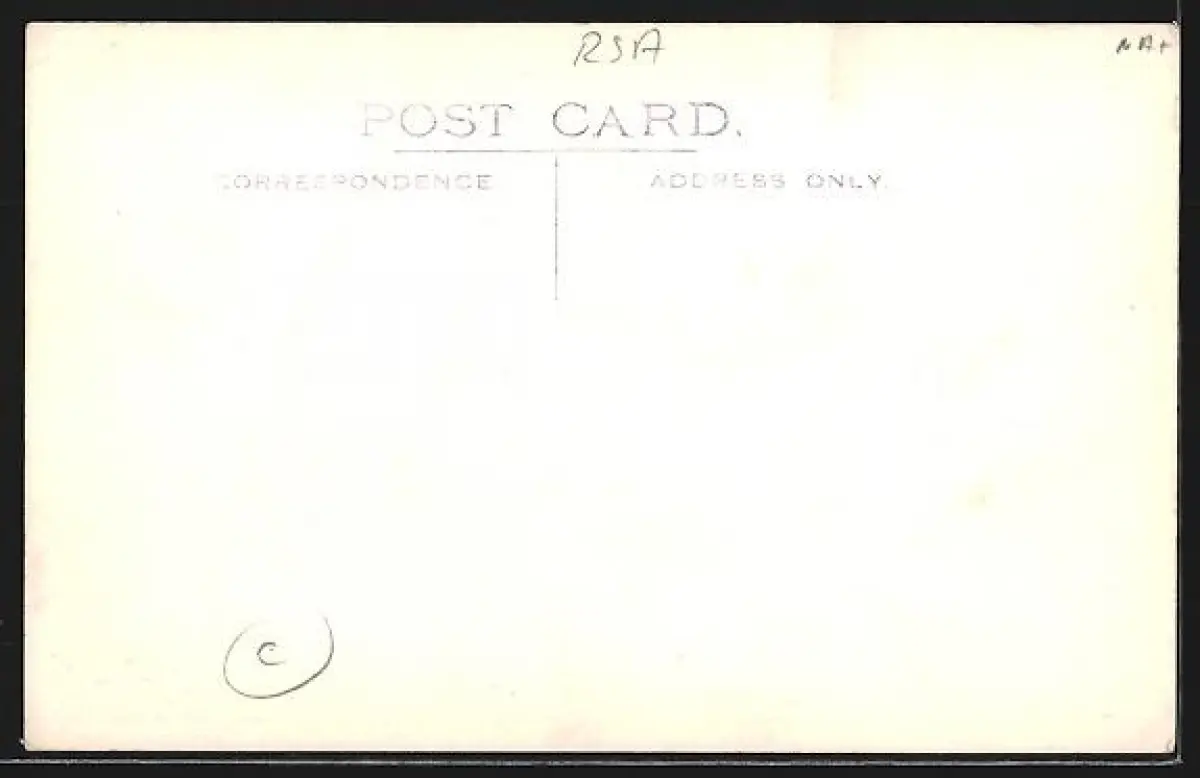 RSA
NAT
POST CARD.
CORRESPONDENCE
ADDRESS ONLY.
C